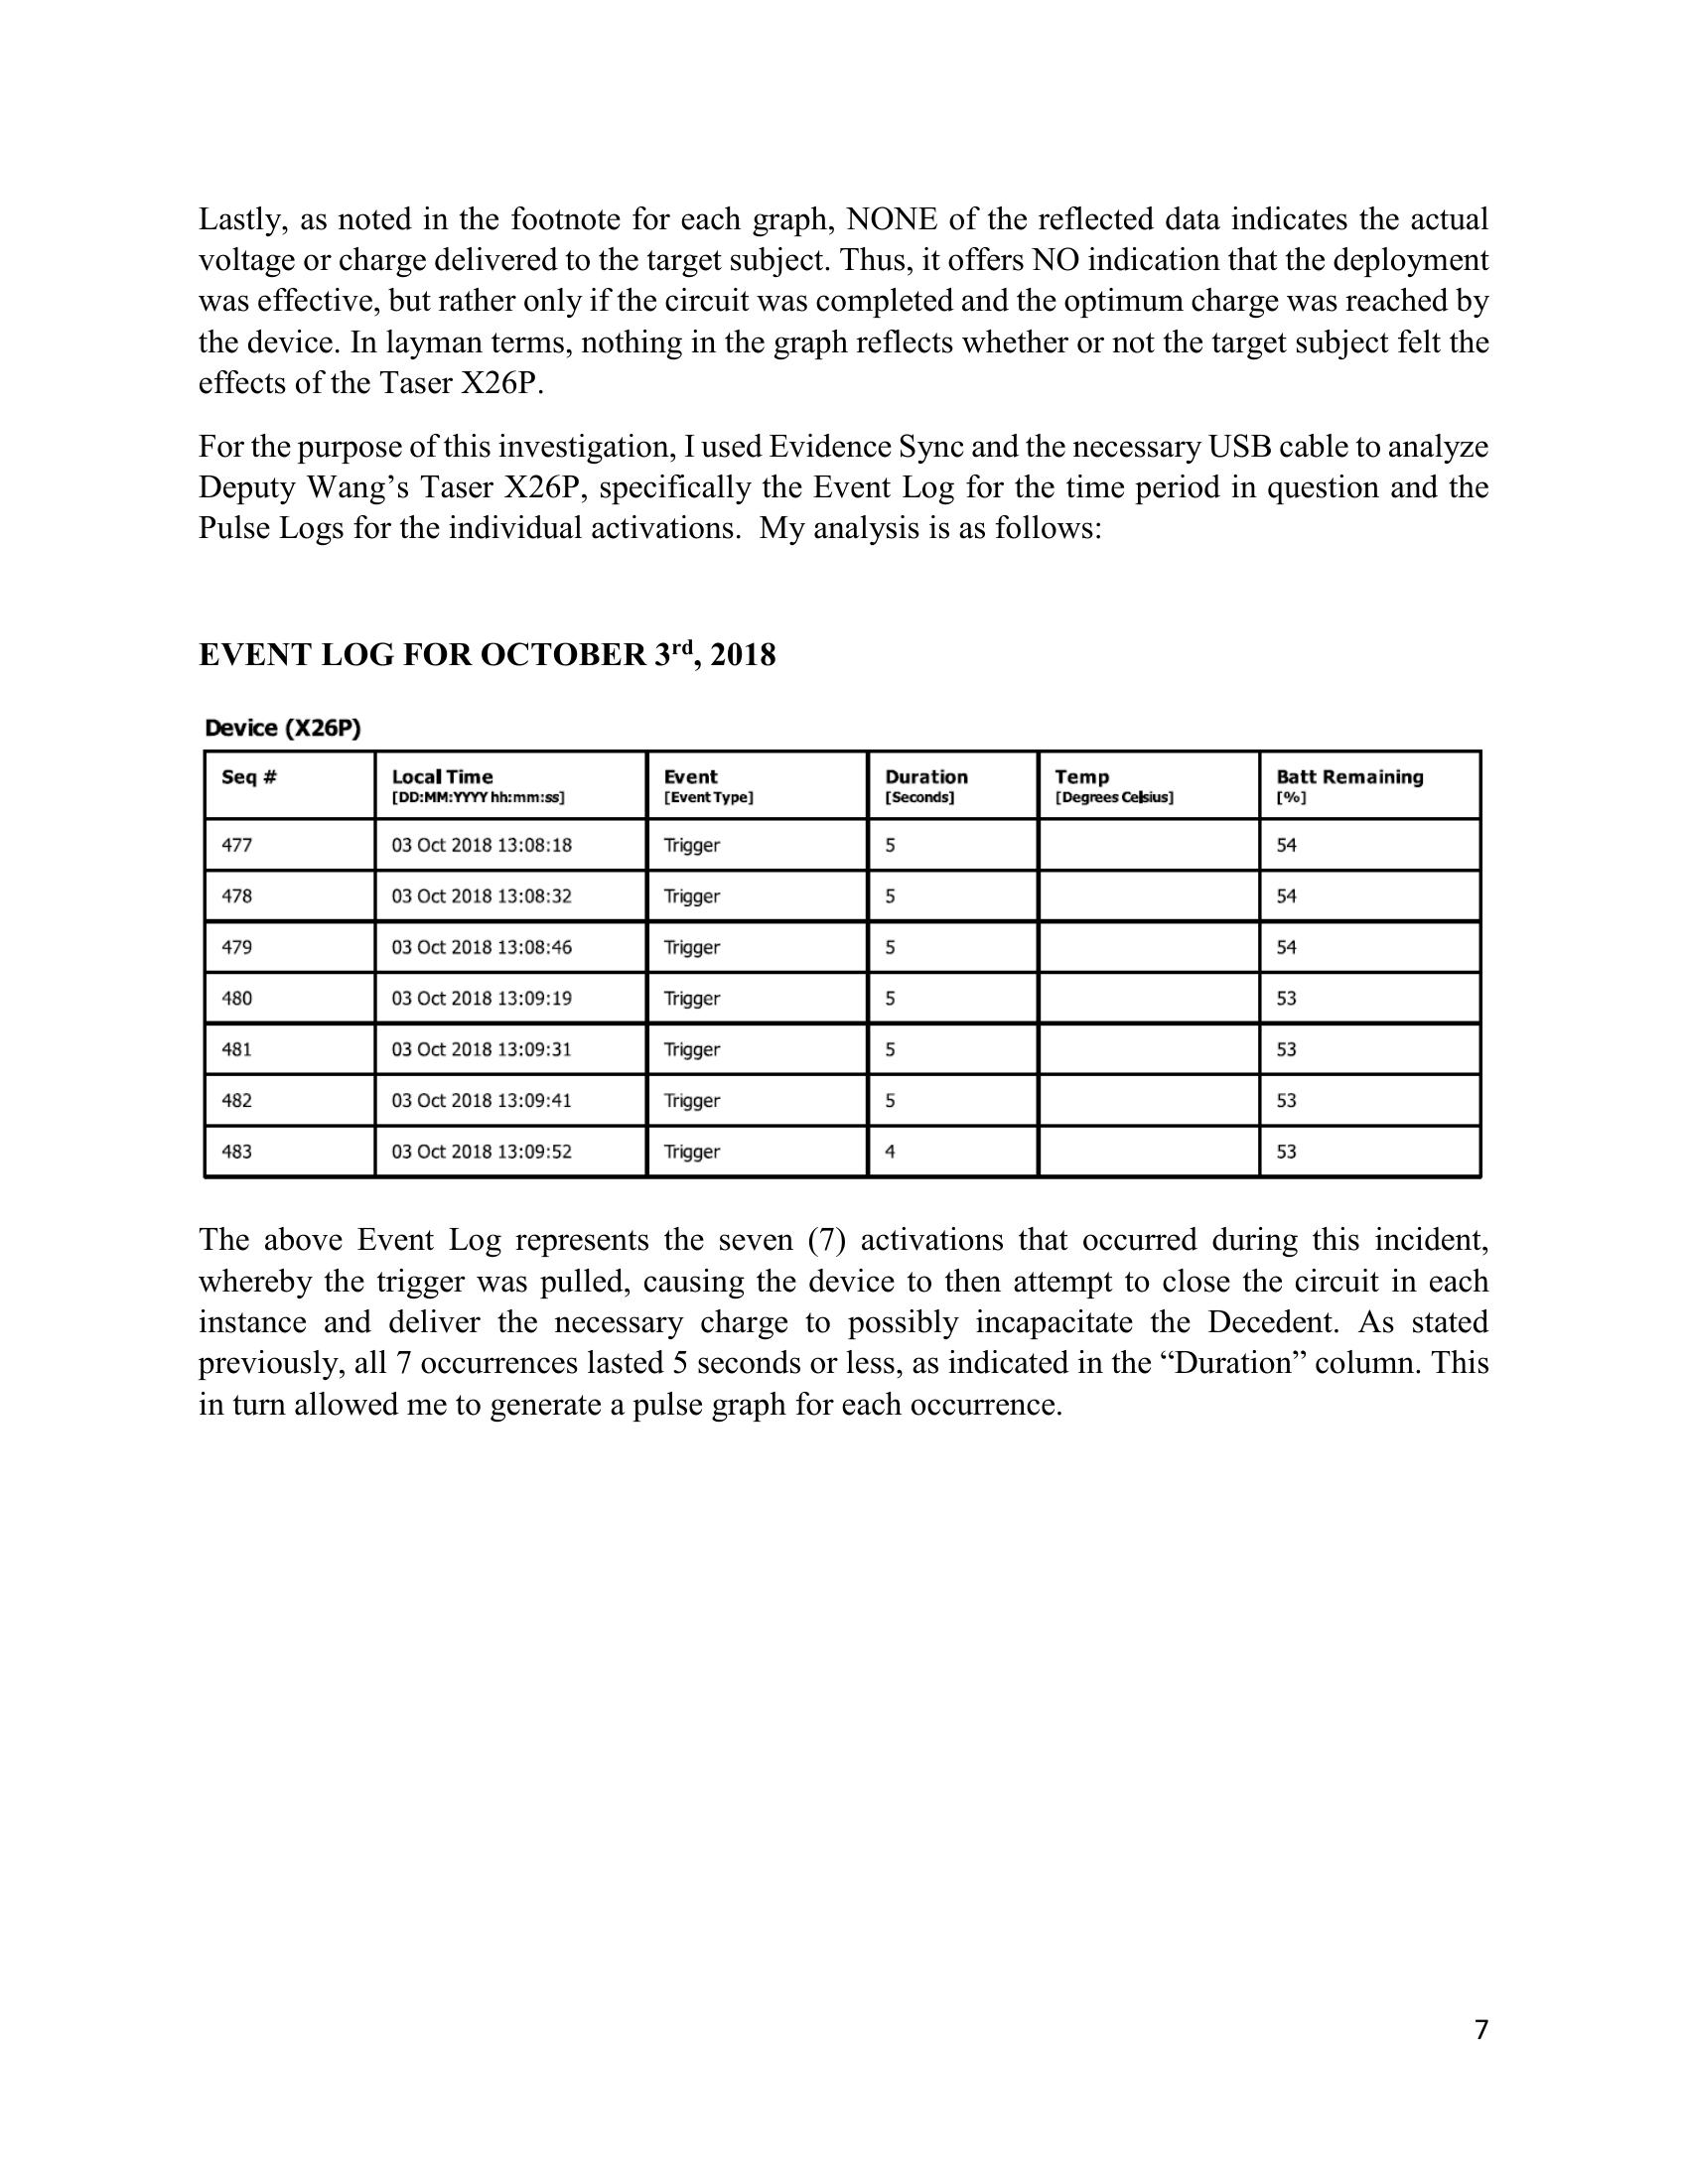 Lastly, as noted in the footnote for each graph, NONE of the reflected data indicates the actual
voltage or charge delivered to the target subject. Thus, it offers NO indication that the deployment
was effective, but rather only if the circuit was completed and the optimum charge was reached by
the device. In layman terms, nothing in the graph reflects whether or not the target subject felt the
effects of the Taser X26P.
For the purpose of this investigation, I used Evidence Sync and the necessary USB cable to analyze
Deputy Wang’s Taser X26P, specifically the Event Log for the time period in question and the
Pulse Logs for the individual activations.  My analysis is as follows:
EVENT LOG FOR OCTOBER 3rd, 2018
Device (X26P)
Seq # Local Time Event Duration Temp Batt Remaining
[DD:MM:YYYY hh:mm:ss] [Event Type] [Seconds] [Degrees Celsius] [%]
477 03 Oct 2018 13:08:18 Trigger 5 54
478 03 Oct 2018 13:08:32 Trigger 5 54
479 03 Oct 2018 13:08:46 Trigger 5 54
480 03 Oct 2018 13:09:19 Trigger 5 53
481 03 Oct 2018 13:09:31 Trigger 5 53
482 03 Oct 2018 13:09:41 Trigger 5 53
483 03 Oct 2018 13:09:52 Trigger 4 53
The above Event Log represents the seven (7) activations that occurred during this incident,
whereby the trigger was pulled, causing the device to then attempt to close the circuit in each
instance and deliver the necessary charge to possibly incapacitate the Decedent. As stated
previously, all 7 occurrences lasted 5 seconds or less, as indicated in the “Duration” column. This
in turn allowed me to generate a pulse graph for each occurrence.
7